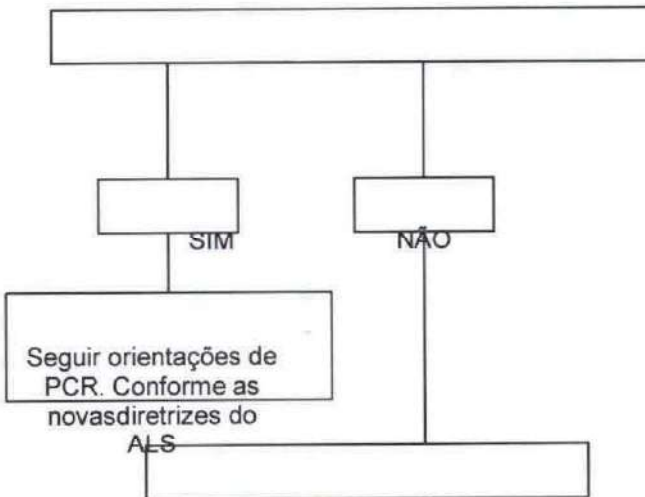 SIM
NÃO
Seguir orientações de
PCR. Conforme as
novasdiretrizes do
ALS